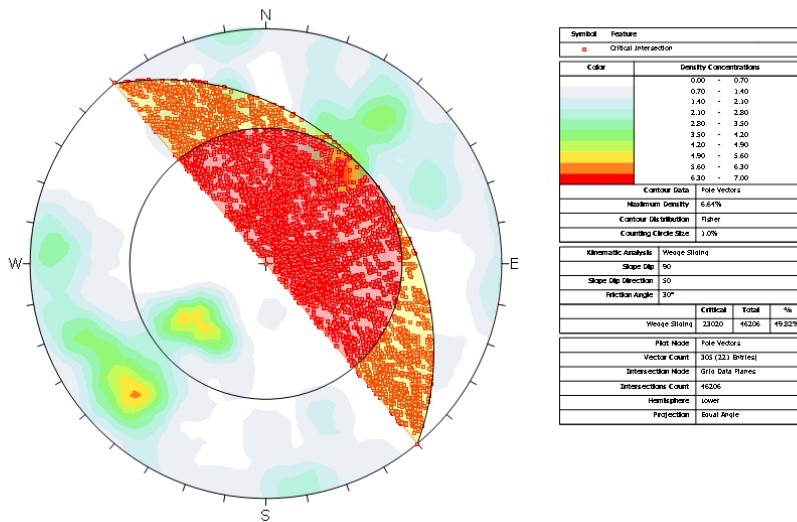 N
W
E
S
Symbol Feature
Critical Intersection
Color Density Concentrations
0.00 - 0.70
0.70 - 1.40
1.40 - 2.10
2.10 - 2.80
2.80 - 3.50
3.50 - 4.20
4.20 - 4.90
4.90 - 5.60
5.60 - 6.30
6.30 - 7.00
Contour Data Pole Vectors
Maximum Density 6.64%
Contour Distribution Fisher
Counting Circle Size 1.0%
Kinematic Analysis Wedge Sliding
Slope Dip 90
Slope Dip Direction 50
Friction Angle 30°
Critical Total %
Wedge Sliding 23020 46206 49.82%
Plot Mode Pole Vectors
Vector Count 305 (221 Entries)
Intersection Mode Grid Data Planes
Intersections Count 46206
Hemisphere Lower
Projection Equal Angle